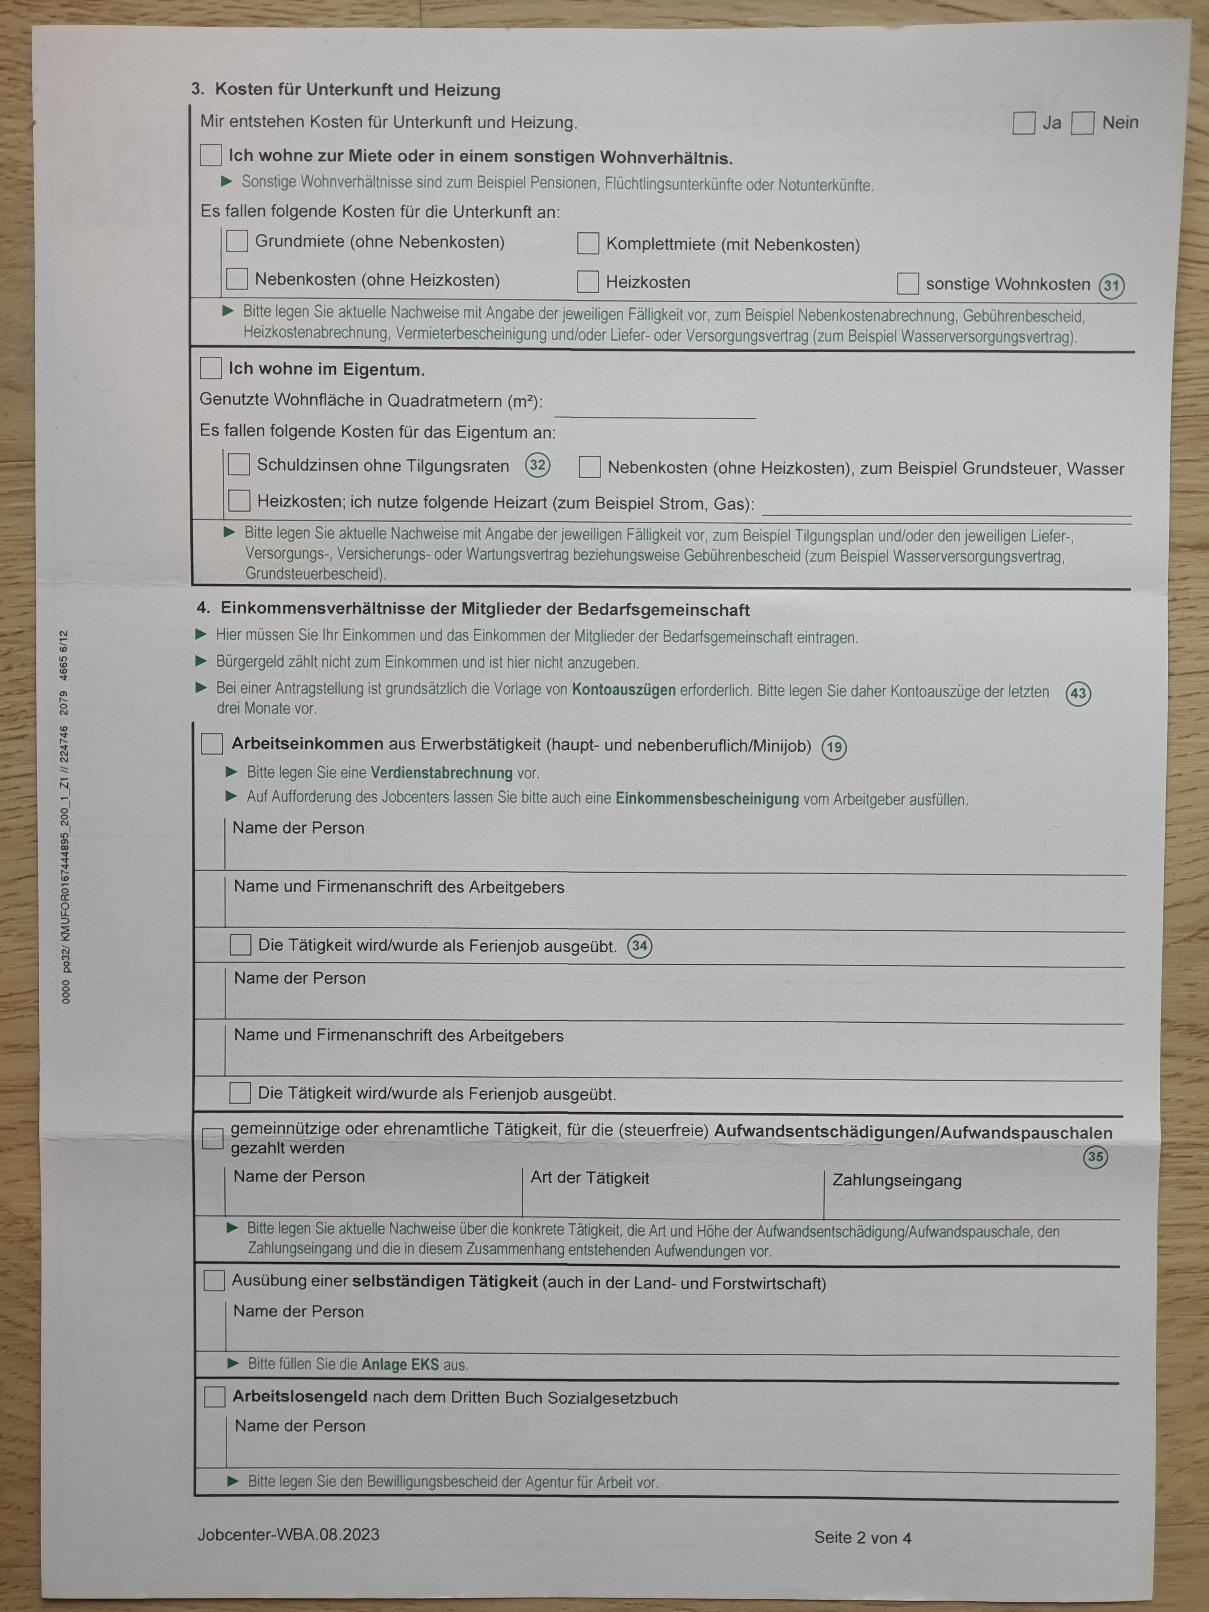 3. Kosten für Unterkunft und Heizung
Mir entstehen Kosten für Unterkunft und Heizung. Ja Nein
Ich wohne zur Miete oder in einem sonstigen Wohnverhältnis.
► Sonstige Wohnverhältnisse sind zum Beispiel Pensionen, Flüchtlingsunterkünfte oder Notunterkünfte.
Es fallen folgende Kosten für die Unterkunft an:
Grundmiete (ohne Nebenkosten) Komplettmiete (mit Nebenkosten)
Nebenkosten (ohne Heizkosten) Heizkosten sonstige Wohnkosten 31
► Bitte legen Sie aktuelle Nachweise mit Angabe der jeweiligen Fälligkeit vor, zum Beispiel Nebenkostenabrechnung, Gebührenbescheid,
Heizkostenabrechnung, Vermieterbescheinigung und/oder Liefer- oder Versorgungsvertrag (zum Beispiel Wasserversorgungsvertrag).
Ich wohne im Eigentum.
Genutzte Wohnfläche in Quadratmetern (m²):
Es fallen folgende Kosten für das Eigentum an:
Schuldzinsen ohne Tilgungsraten 32 Nebenkosten (ohne Heizkosten), zum Beispiel Grundsteuer, Wasser
Heizkosten; ich nutze folgende Heizart (zum Beispiel Strom, Gas):
► Bitte legen Sie aktuelle Nachweise mit Angabe der jeweiligen Fälligkeit vor, zum Beispiel Tilgungsplan und/oder den jeweiligen Liefer-,
Versorgungs-, Versicherungs- oder Wartungsvertrag beziehungsweise Gebührenbescheid (zum Beispiel Wasserversorgungsvertrag,
Grundsteuerbescheid).
4. Einkommensverhältnisse der Mitglieder der Bedarfsgemeinschaft
► Hier müssen Sie Ihr Einkommen und das Einkommen der Mitglieder der Bedarfsgemeinschaft eintragen.
► Bürgergeld zählt nicht zum Einkommen und ist hier nicht anzugeben.
► Bei einer Antragstellung ist grundsätzlich die Vorlage von Kontoauszügen erforderlich. Bitte legen Sie daher Kontoauszüge der letzten 43
drei Monate vor.
Arbeitseinkommen aus Erwerbstätigkeit (haupt- und nebenberuflich/Minijob) 19
► Bitte legen Sie eine Verdienstabrechnung vor.
► Auf Aufforderung des Jobcenters lassen Sie bitte auch eine Einkommensbescheinigung vom Arbeitgeber ausfüllen.
Name der Person
Name und Firmenanschrift des Arbeitgebers
Die Tätigkeit wird/wurde als Ferienjob ausgeübt. 34
Name der Person
Name und Firmenanschrift des Arbeitgebers
Die Tätigkeit wird/wurde als Ferienjob ausgeübt.
gemeinnützige oder ehrenamtliche Tätigkeit, für die (steuerfreie) Aufwandsentschädigungen/Aufwandspauschalen
gezahlt werden 35
Name der Person Art der Tätigkeit Zahlungseingang
► Bitte legen Sie aktuelle Nachweise über die konkrete Tätigkeit, die Art und Höhe der Aufwandsentschädigung/Aufwandspauschale, den
Zahlungseingang und die in diesem Zusammenhang entstehenden Aufwendungen vor.
Ausübung einer selbständigen Tätigkeit (auch in der Land- und Forstwirtschaft)
Name der Person
► Bitte füllen Sie die Anlage EKS aus.
Arbeitslosengeld nach dem Dritten Buch Sozialgesetzbuch
Name der Person
► Bitte legen Sie den Bewilligungsbescheid der Agentur für Arbeit vor.
Jobcenter-WBA.08.2023 Seite 2 von 4
0000 po32/ KMUFOR0167444895_200_1_Z1 // 224746 2079 4665 6/12